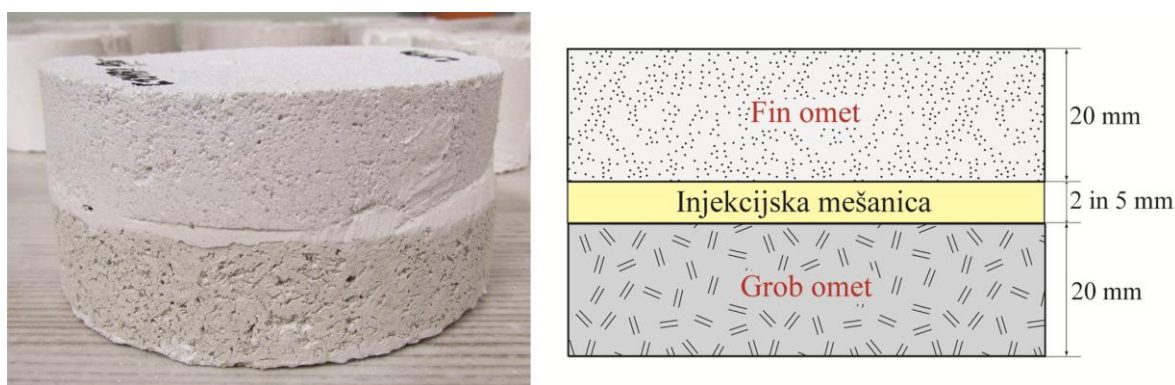 Fin omet
20 mm
Injekcijska mešanica
2 in 5 mm
Grob omet
20 mm